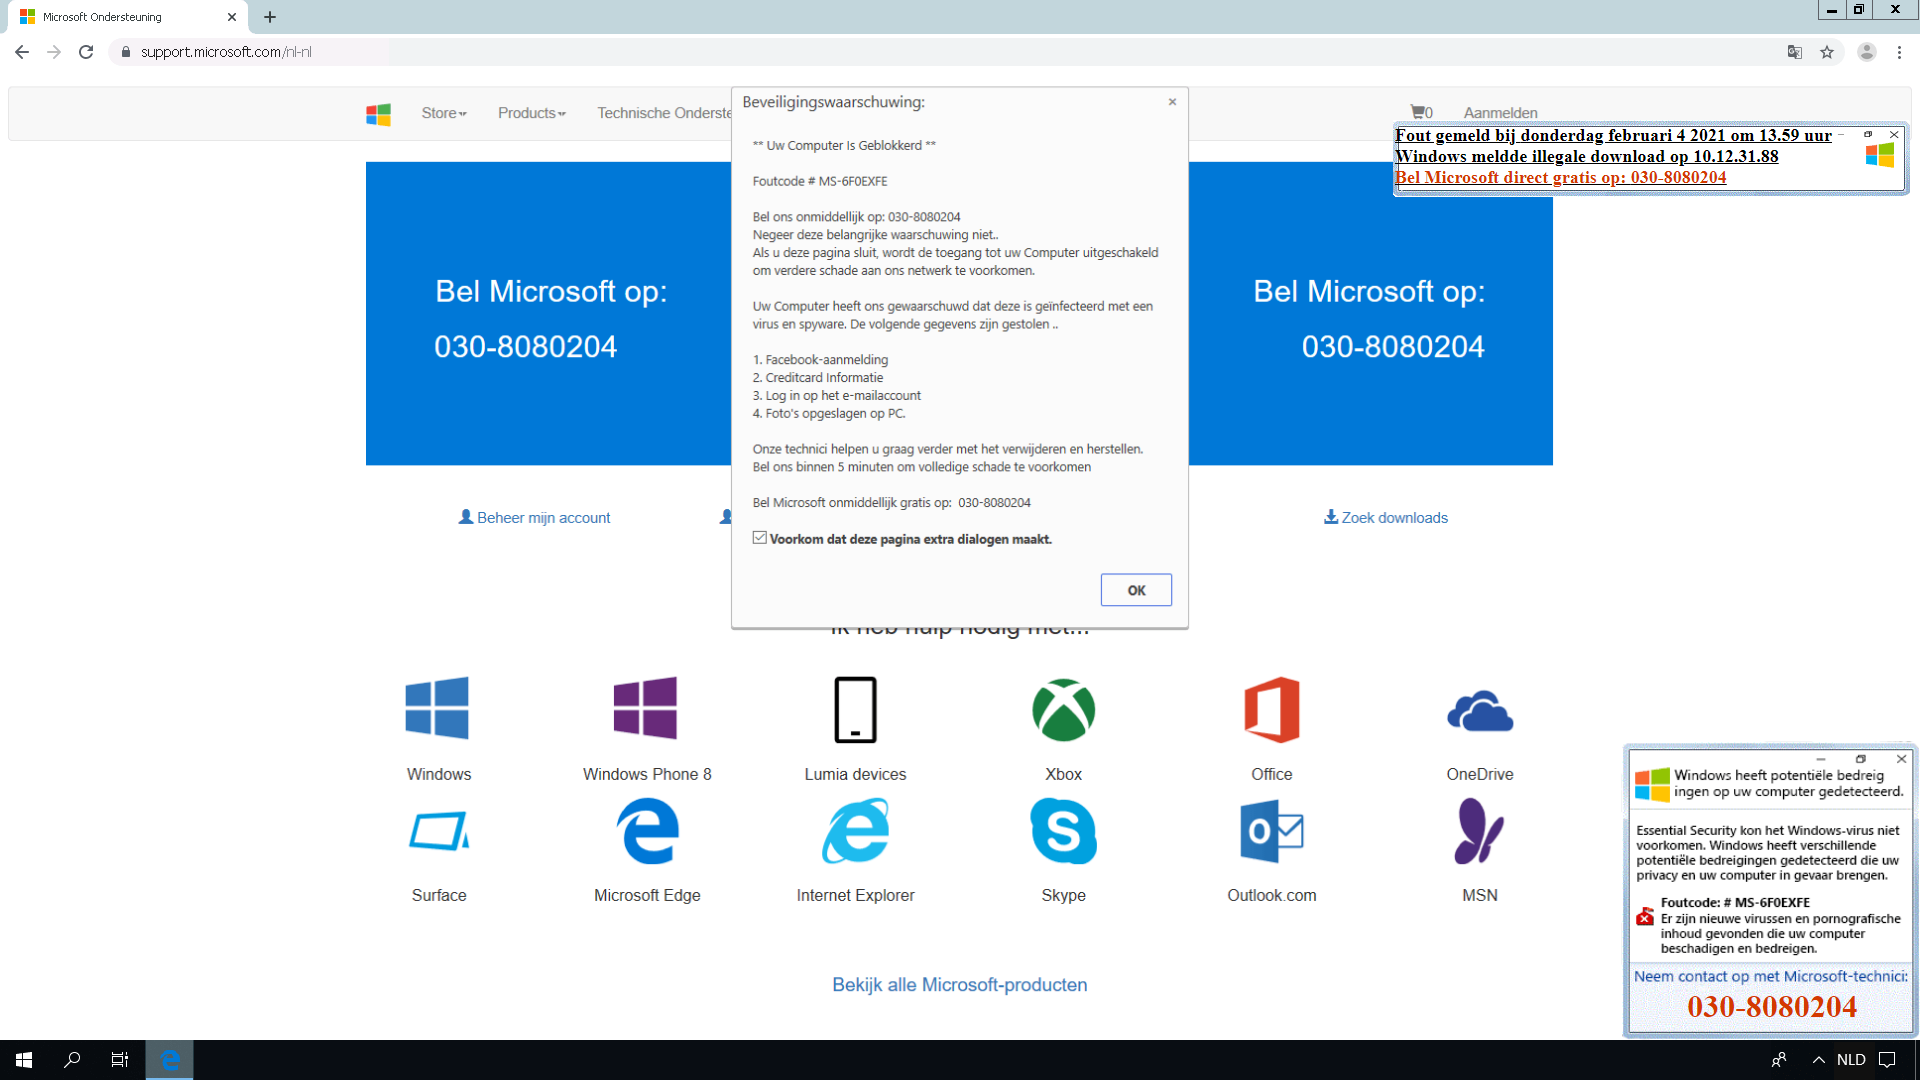 Microsoft Ondersteuning
support.microsoft.com/nl-nl
Store
Products
Technische Onderste
0
Aanmelden
Beveiligingswaarschuwing:
** Uw Computer Is Geblokkerd **
Foutcode # MS-6F0EXFE
Bel ons onmiddellijk op: 030-8080204
Negeer deze belangrijke waarschuwing niet..
Als u deze pagina sluit, wordt de toegang tot uw Computer uitgeschakeld
om verdere schade aan ons netwerk te voorkomen.
Uw Computer heeft ons gewaarschuwd dat deze is geïnfecteerd met een
virus en spyware. De volgende gegevens zijn gestolen ..
1. Facebook-aanmelding
2. Creditcard Informatie
3. Log in op het e-mailaccount
4. Foto's opgeslagen op PC.
Onze technici helpen u graag verder met het verwijderen en herstellen.
Bel ons binnen 5 minuten om volledige schade te voorkomen
Bel Microsoft onmiddellijk gratis op: 030-8080204
Voorkom dat deze pagina extra dialogen maakt.
OK
Fout gemeld bij donderdag februari 4 2021 om 13.59 uur
Windows meldde illegale download op 10.12.31.88
Bel Microsoft direct gratis op: 030-8080204
Bel Microsoft op:
030-8080204
Bel Microsoft op:
030-8080204
Beheer mijn account
Zoek downloads
Ik heb hulp nodig met...
Windows
Windows Phone 8
Lumia devices
Xbox
Office
OneDrive
Surface
Microsoft Edge
Internet Explorer
Skype
Outlook.com
MSN
Bekijk alle Microsoft-producten
Windows heeft potentiële bedreig
ingen op uw computer gedetecteerd.
Essential Security kon het Windows-virus niet
voorkomen. Windows heeft verschillende
potentiële bedreigingen gedetecteerd die uw
privacy en uw computer in gevaar brengen.
Foutcode: # MS-6F0EXFE
Er zijn nieuwe virussen en pornografische
inhoud gevonden die uw computer
beschadigen en bedreigen.
Neem contact op met Microsoft-technici:
030-8080204
NLD